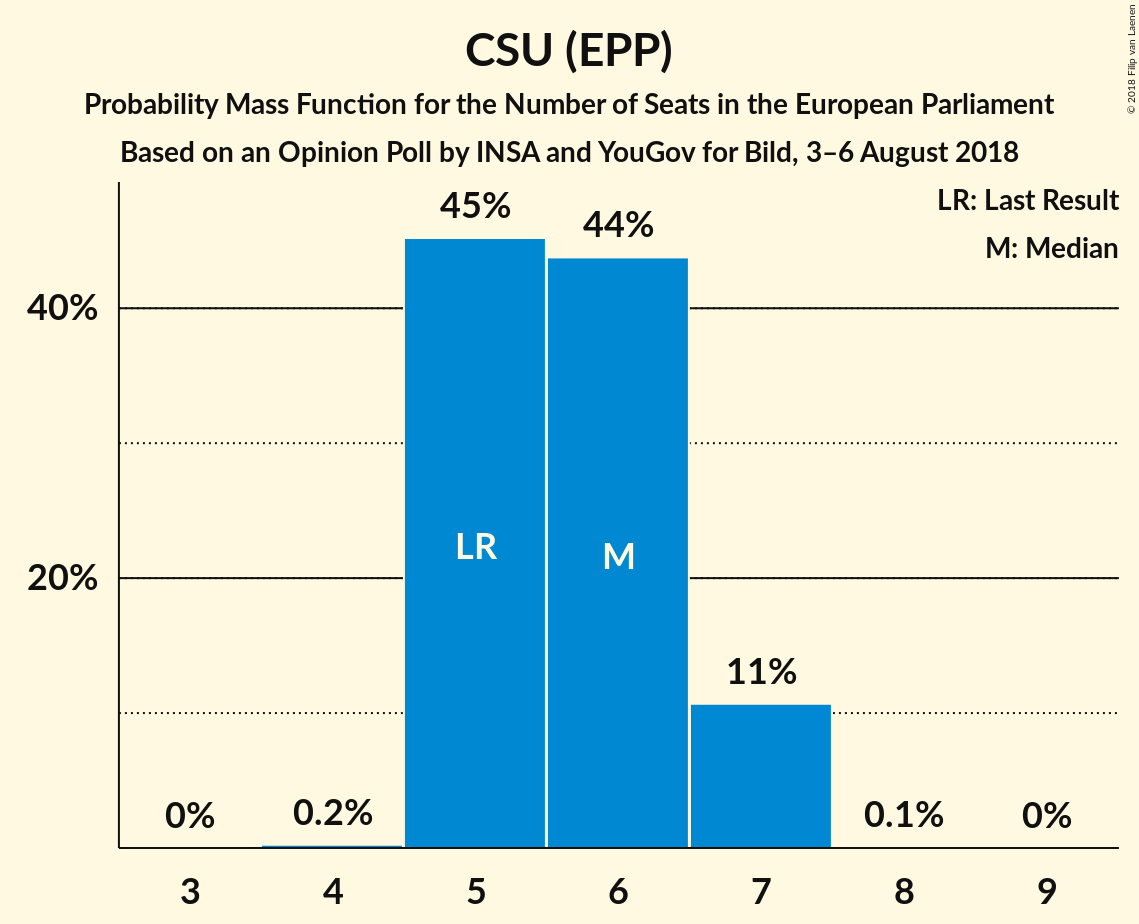 CSU (EPP)
Probability Mass Function for the Number of Seats in the European Parliament
Based on an Opinion Poll by INSA and YouGov for Bild, 3–6 August 2018
© 2018 Filip van Laenen
LR: Last Result
M: Median
45%
44%
40%
LR
M
20%
11%
0%
0.2%
0.1%
0%
3 4 5 6 7 8 9